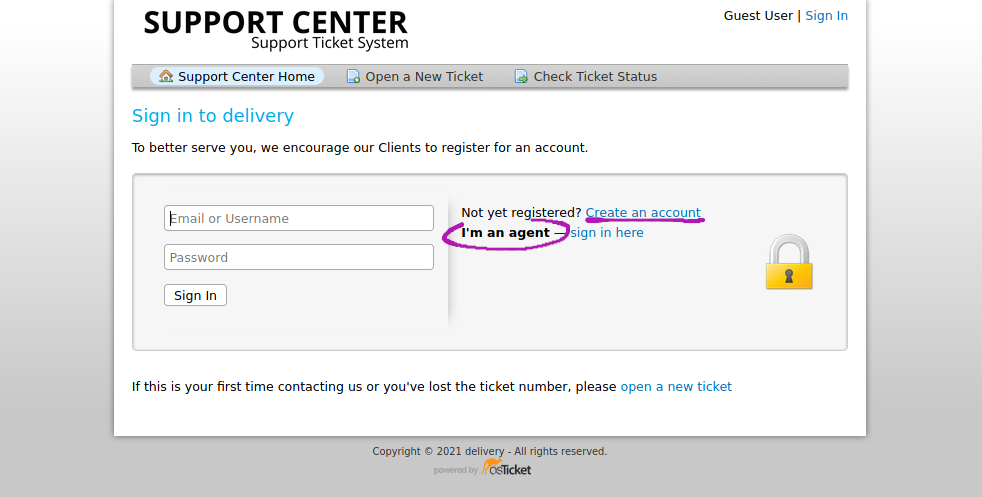 SUPPORT CENTER
Support Ticket System
Guest User | Sign In
Support Center Home Open a New Ticket Check Ticket Status
Sign in to delivery
To better serve you, we encourage our Clients to register for an account.
Email or Username
Password
Sign In
Not yet registered? Create an account
I'm an agent — sign in here
If this is your first time contacting us or you've lost the ticket number, please open a new ticket
Copyright © 2021 delivery - All rights reserved.
powered by osTicket